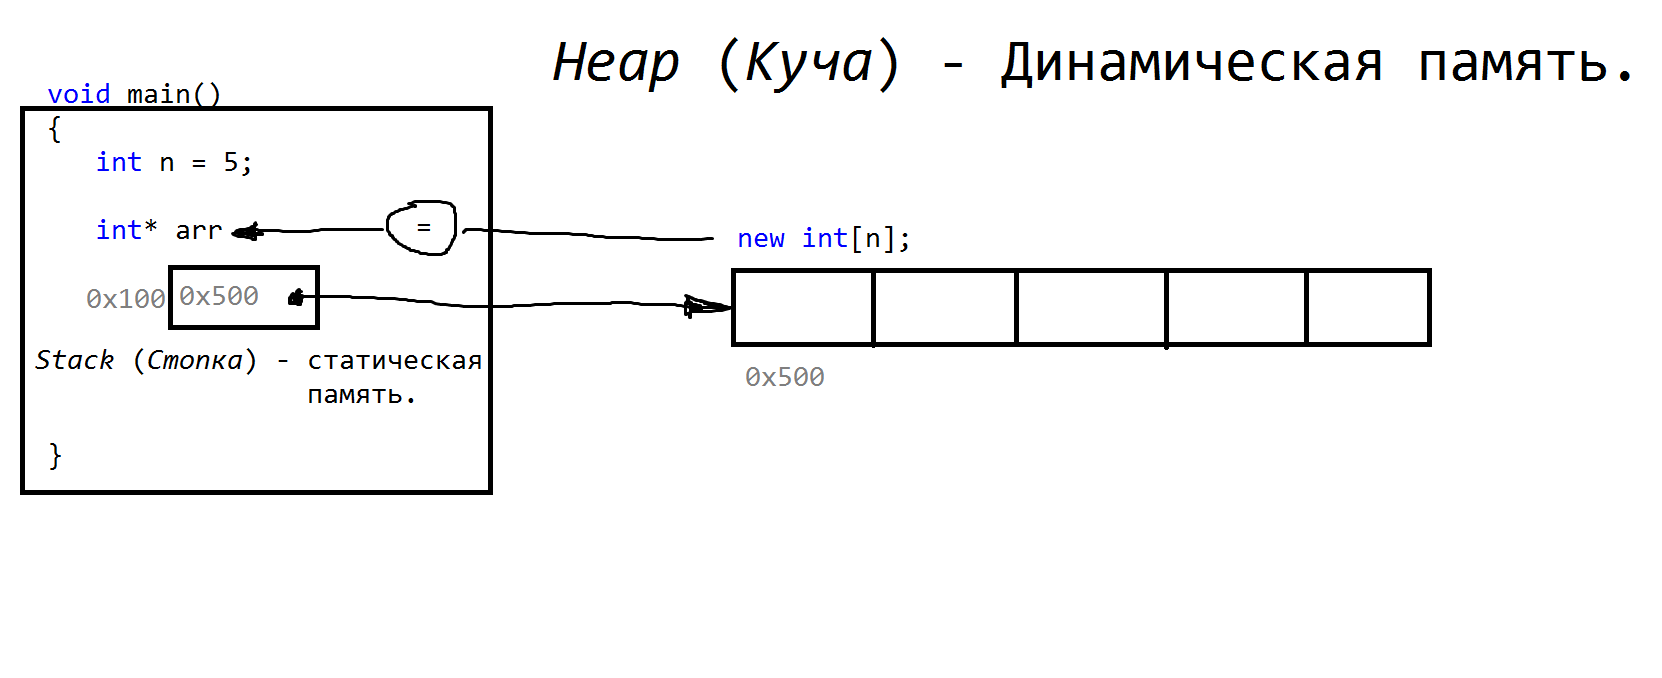 Heap (Куча) - Динамическая память.
void main()
{
int n = 5;
int* arr = new int[n];
0x100 0x500
0x500
Stack (Стопка) - статическая
память.
}